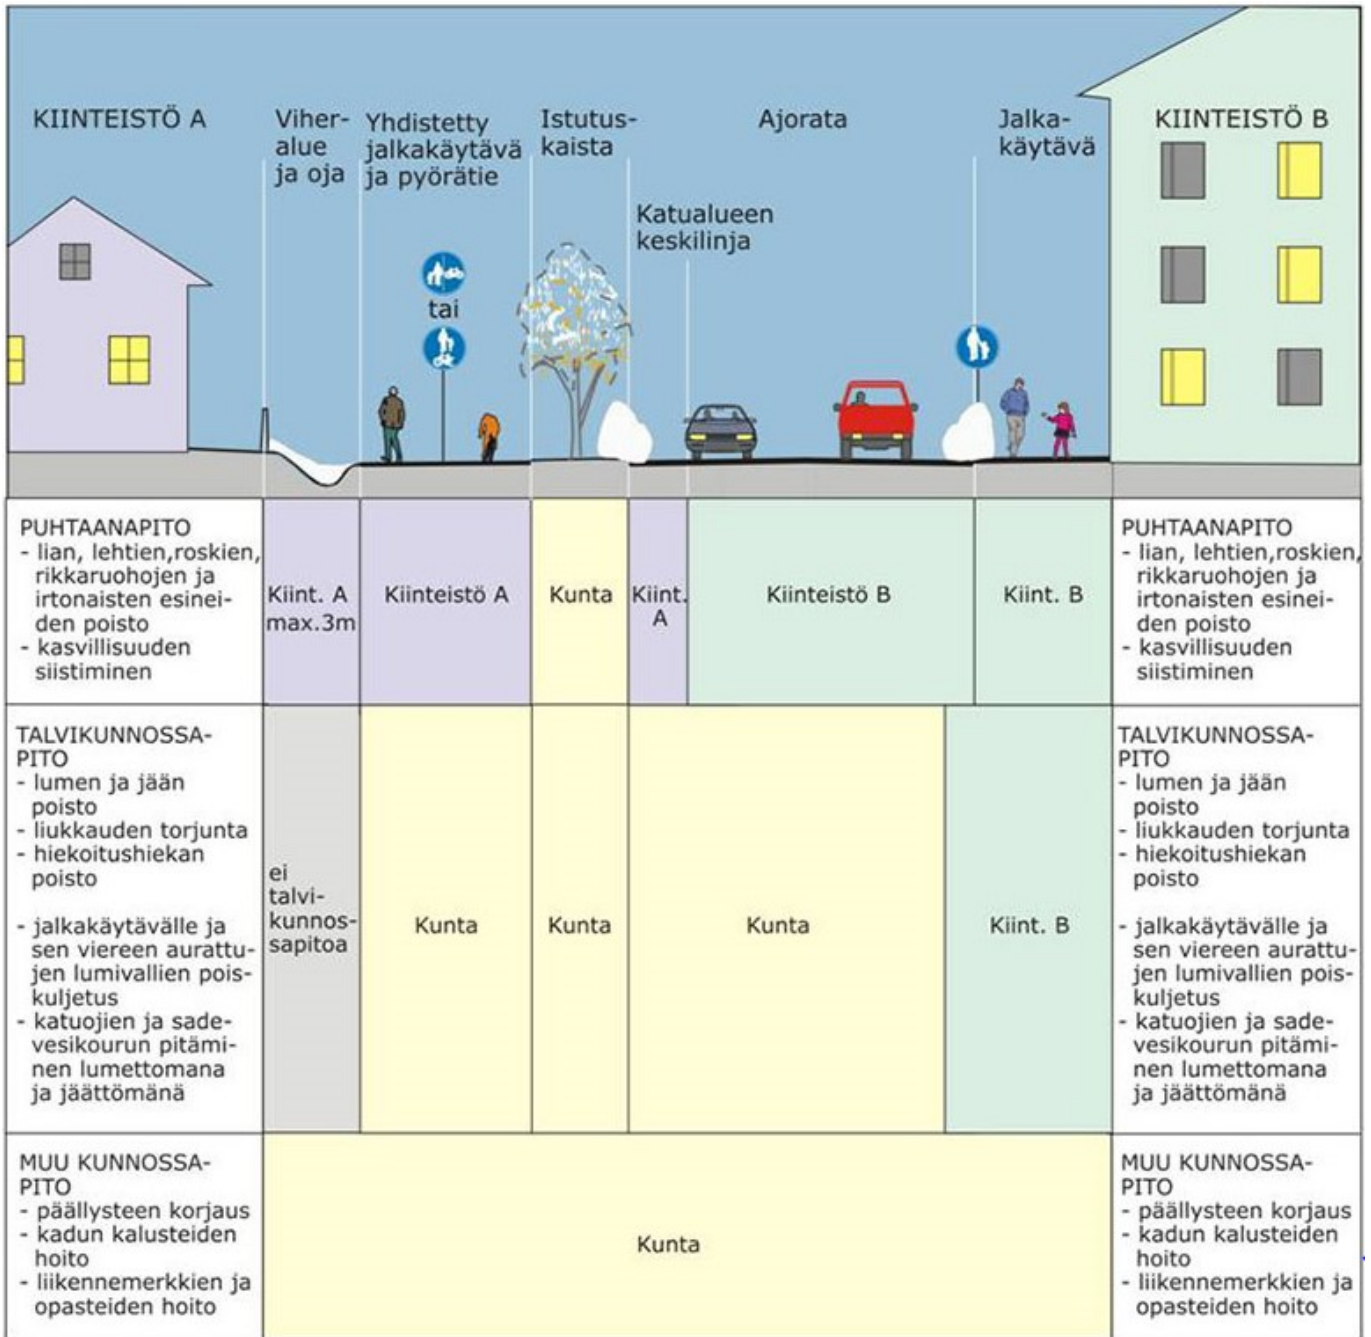 KIINTEISTÖ A
Viher-
alue
ja oja
Yhdistetty
jalkakäytävä
ja pyörätie
Istutus-
kaista
Ajorata
Jalka-
käytävä
KIINTEISTÖ B
Katualueen
keskilinja
tai
PUHTAANAPITO
- lian, lehtien,roskien,
rikkaruohojen ja
irtonaisten esinei-
den poisto
- kasvillisuuden
siistiminen
Kiint. A
max.3m
Kiinteistö A
Kunta
Kiint.
A
Kiinteistö B
Kiint. B
PUHTAANAPITO
- lian, lehtien,roskien,
rikkaruohojen ja
irtonaisten esinei-
den poisto
- kasvillisuuden
siistiminen
TALVIKUNNOSSA-
PITO
- lumen ja jään
poisto
- liukkauden torjunta
- hiekoitushiekan
poisto
- jalkakäytävälle ja
sen viereen aurattu-
jen lumivallien pois-
kuljetus
- katuojien ja sade-
vesikourun pitämi-
nen lumettomana
ja jäättömänä
ei
talvi-
kunnos-
sapitoa
Kunta
Kunta
Kunta
Kiint. B
TALVIKUNNOSSA-
PITO
- lumen ja jään
poisto
- liukkauden torjunta
- hiekoitushiekan
poisto
- jalkakäytävälle ja
sen viereen aurattu-
jen lumivallien pois-
kuljetus
- katuojien ja sade-
vesikourun pitämi-
nen lumettomana
ja jäättömänä
MUU KUNNOSSA-
PITO
- päällysteen korjaus
- kadun kalusteiden
hoito
- liikennemerkkien ja
opasteiden hoito
Kunta
MUU KUNNOSSA-
PITO
- päällysteen korjaus
- kadun kalusteiden
hoito
- liikennemerkkien ja
opasteiden hoito